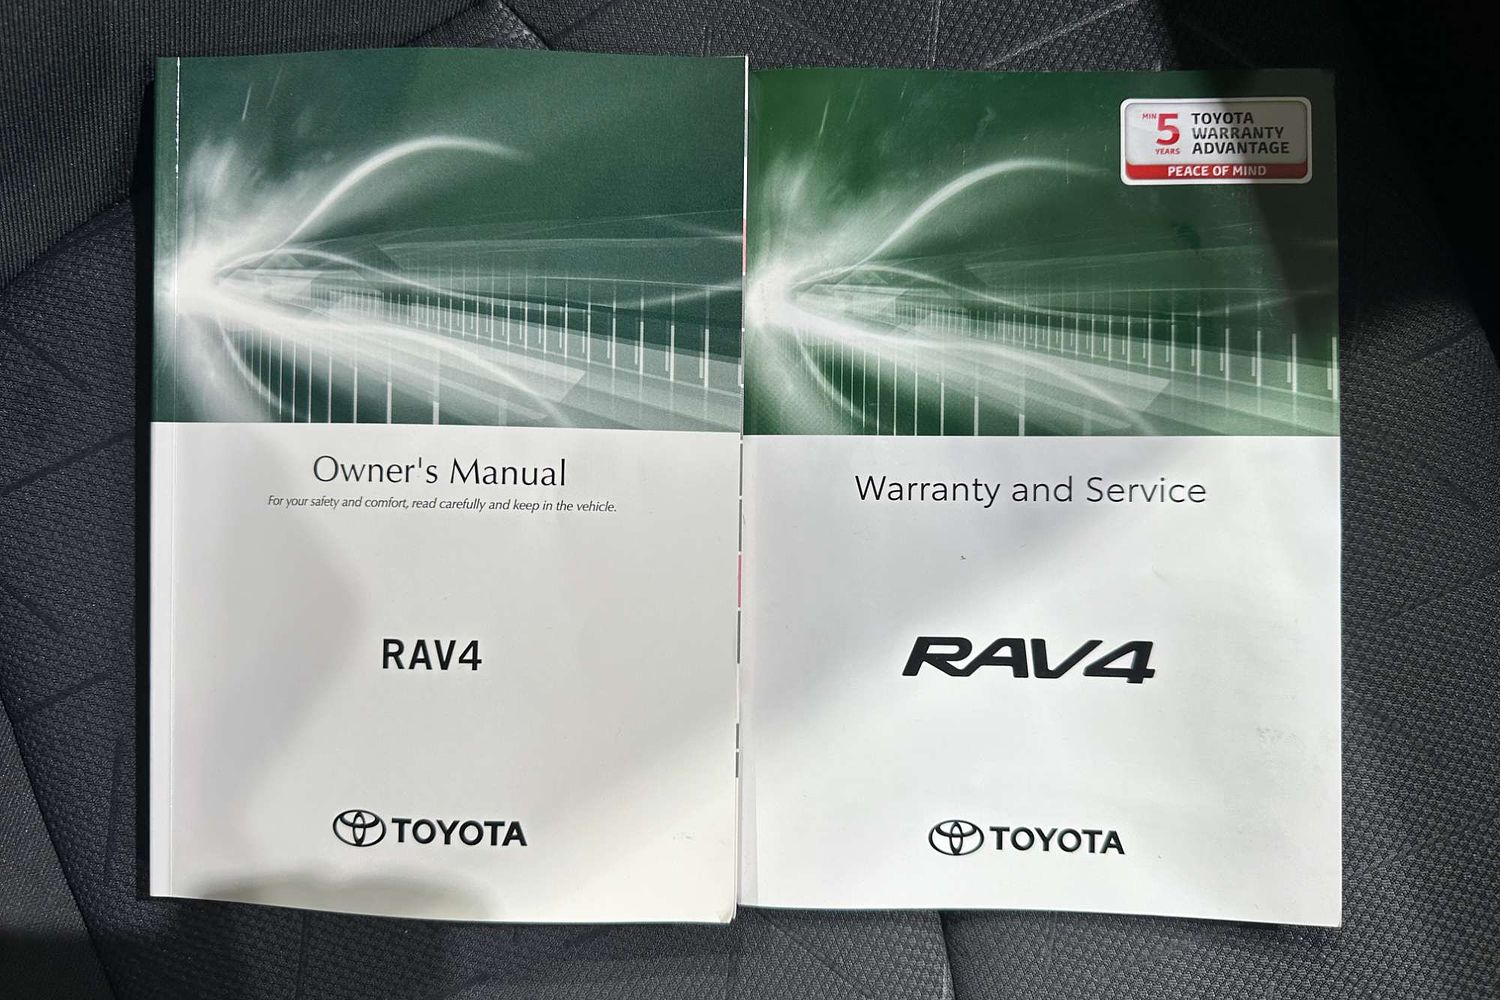 Owner's Manual
For your safety and comfort, read carefully and keep in the vehicle.
RAV4
TOYOTA
MIN 5 YEARS
TOYOTA
WARRANTY
ADVANTAGE
PEACE OF MIND
Warranty and Service
RAV4
TOYOTA